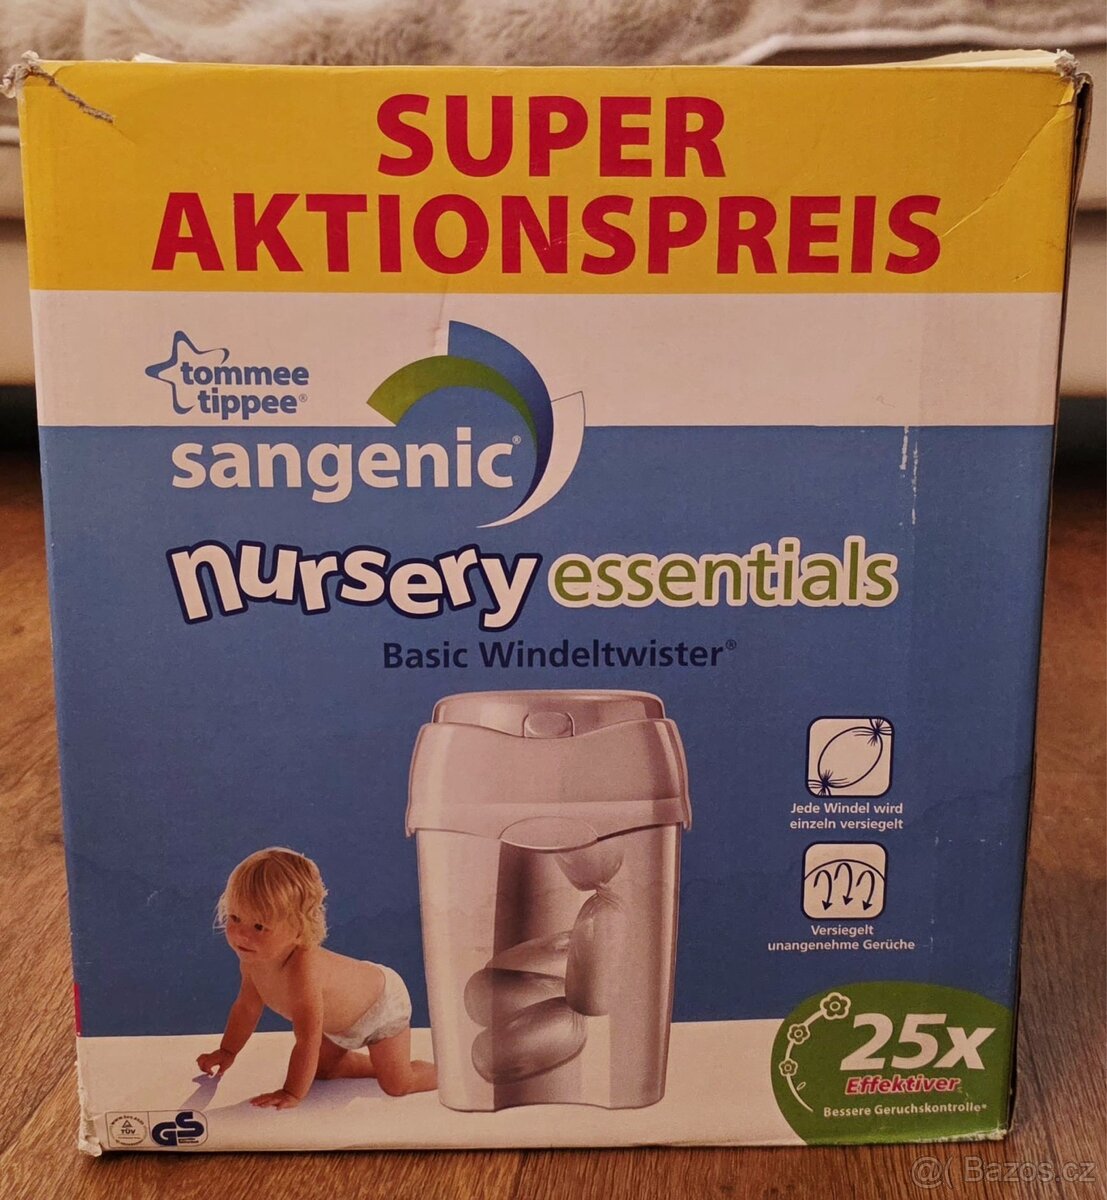 SUPER
AKTIONSPREIS
tommee
tippee®
sangenic®
nursery essentials
Basic Windeltwister®
Jede Windel wird
einzeln versiegelt
Versiegelt
unangenehme Gerüche
25x
Effektiver
Bessere Geruchskontrolle*
TÜV
GS
@( Bazos.cz